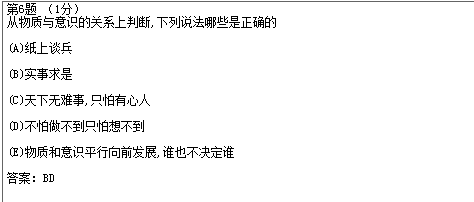 第6题 （1分）
从物质与意识的关系上判断,下列说法哪些是正确的
(A)纸上谈兵
(B)实事求是
(C)天下无难事,只怕有心人
(D)不怕做不到只怕想不到
(E)物质和意识平行向前发展,谁也不决定谁
答案: BD